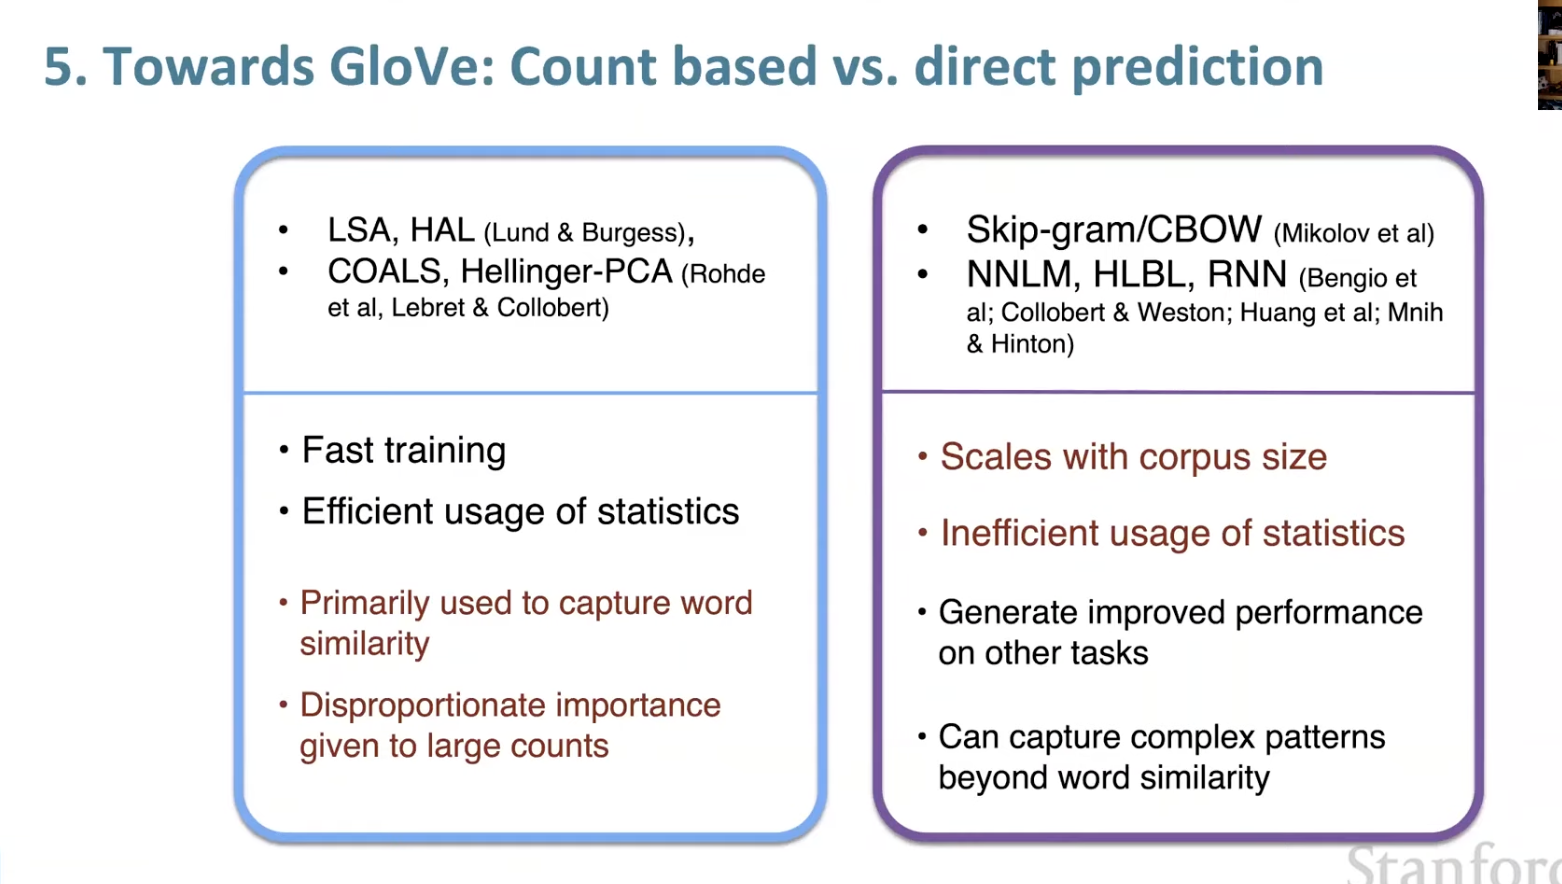 5. Towards GloVe: Count based vs. direct prediction
• LSA, HAL (Lund & Burgess),
• COALS, Hellinger-PCA (Rohde
et al, Lebret & Collobert)
• Fast training
• Efficient usage of statistics
• Primarily used to capture word
similarity
• Disproportionate importance
given to large counts
• Skip-gram/CBOW (Mikolov et al)
• NNLM, HLBL, RNN (Bengio et
al; Collobert & Weston; Huang et al; Mnih
& Hinton)
• Scales with corpus size
• Inefficient usage of statistics
• Generate improved performance
on other tasks
• Can capture complex patterns
beyond word similarity
Stanfor